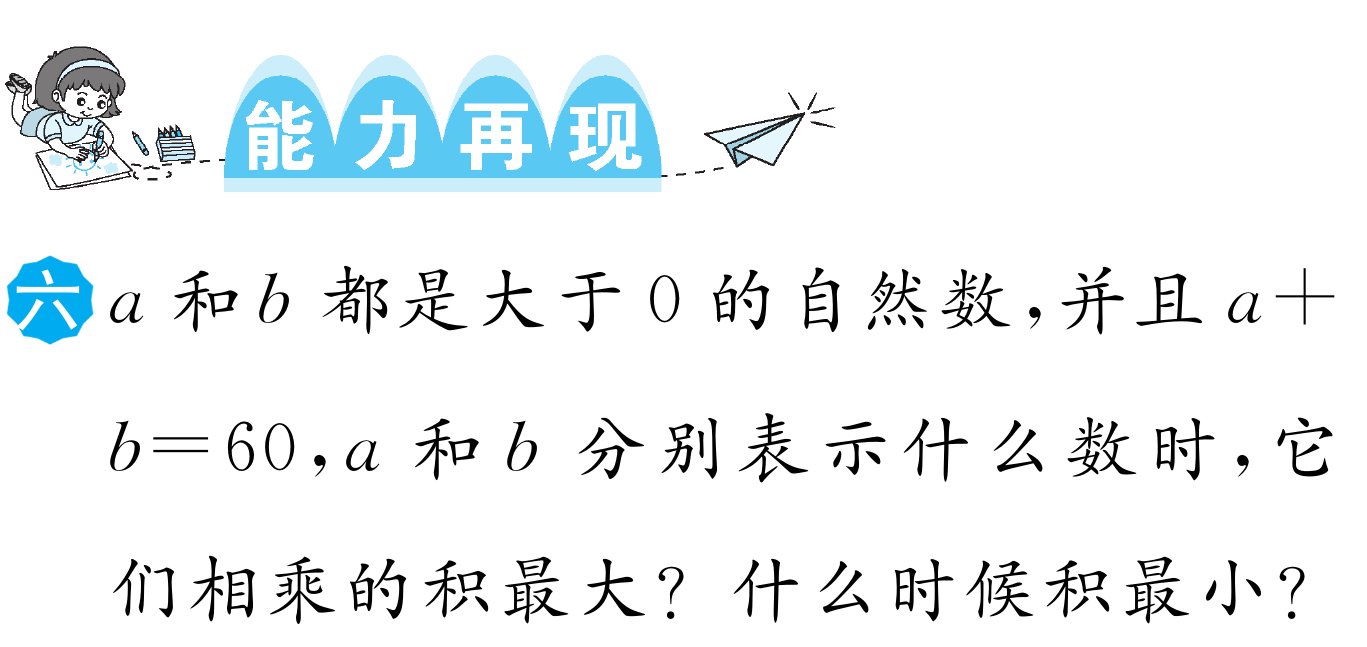 能力再现
六 a 和 b 都是大于 0 的自然数,并且 a+
b=60,a 和 b 分别表示什么数时,它
们相乘的积最大? 什么时候积最小?